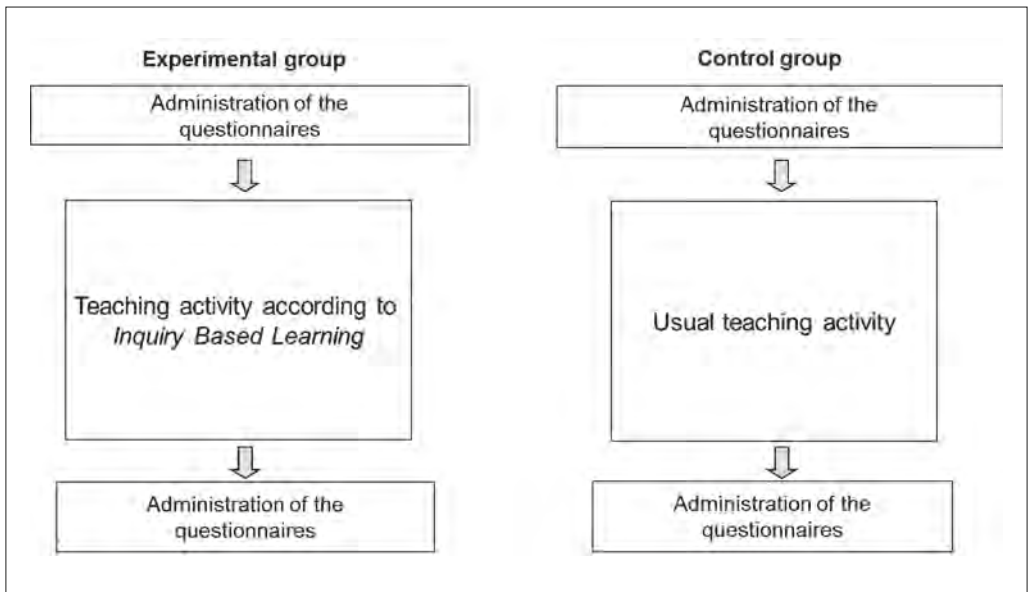 Experimental group
Administration of the
questionnaires
Teaching activity according to
Inquiry Based Learning
Administration of the
questionnaires
Control group
Administration of the
questionnaires
Usual teaching activity
Administration of the
questionnaires